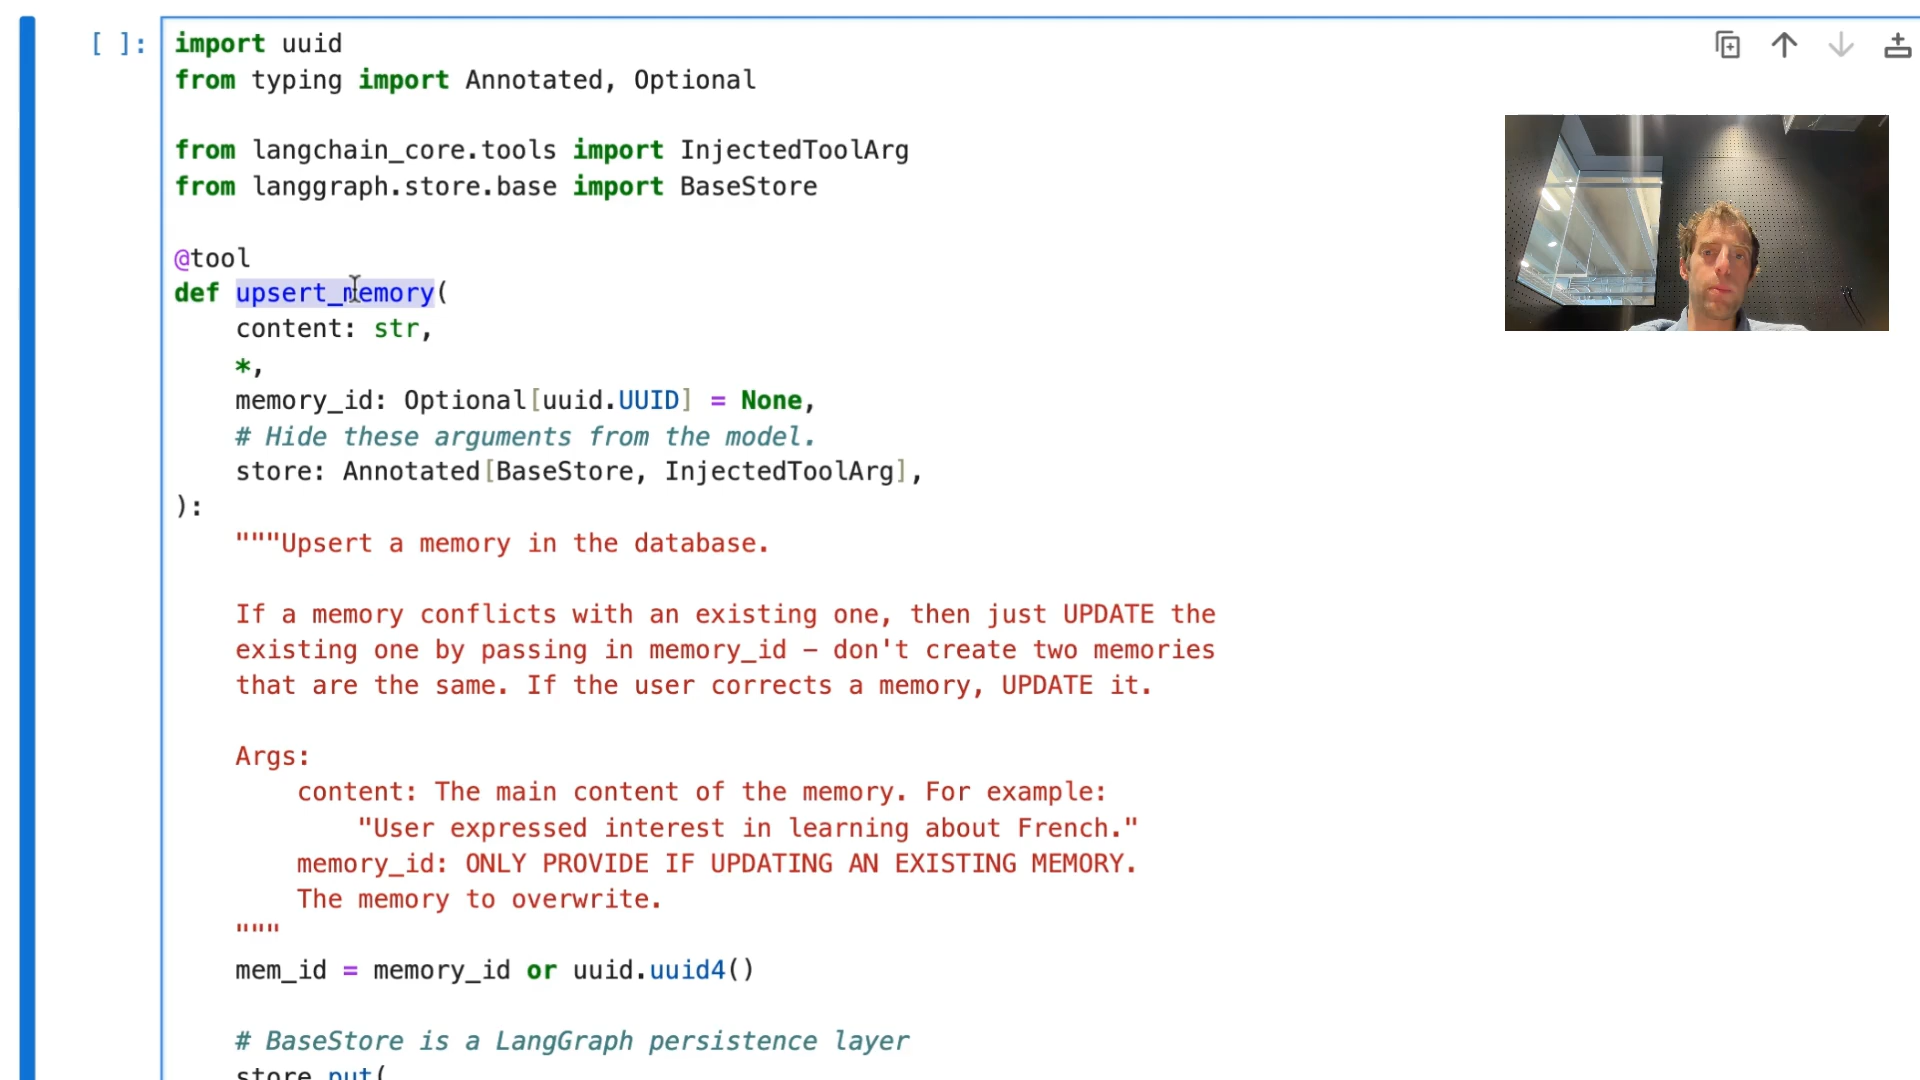 [ ]:
import uuid
from typing import Annotated, Optional
from langchain_core.tools import InjectedToolArg
from langgraph.store.base import BaseStore
@tool
def upsert_memory(
content: str,
*,
memory_id: Optional[uuid.UUID] = None,
# Hide these arguments from the model.
store: Annotated[BaseStore, InjectedToolArg],
):
"""Upsert a memory in the database.
If a memory conflicts with an existing one, then just UPDATE the
existing one by passing in memory_id – don't create two memories
that are the same. If the user corrects a memory, UPDATE it.
Args:
content: The main content of the memory. For example:
"User expressed interest in learning about French."
memory_id: ONLY PROVIDE IF UPDATING AN EXISTING MEMORY.
The memory to overwrite.
"""
mem_id = memory_id or uuid.uuid4()
# BaseStore is a LangGraph persistence layer
store.put(